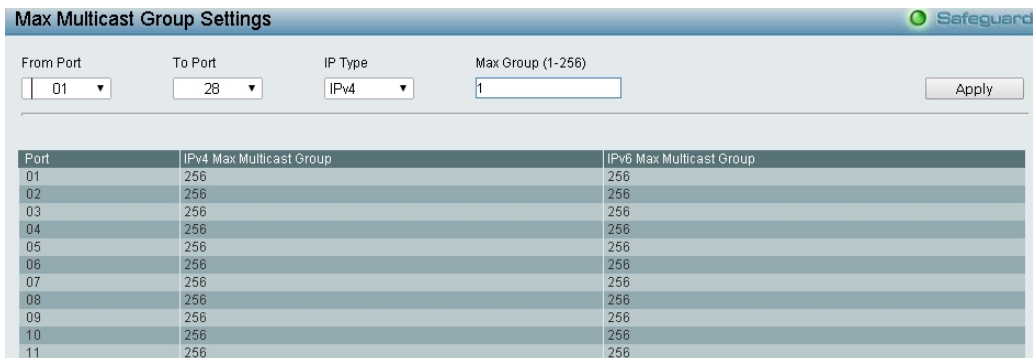 Max Multicast Group Settings
Safeguard
From Port To Port IP Type Max Group (1-256)
01 28 IPv4 1 Apply
Port IPv4 Max Multicast Group IPv6 Max Multicast Group
01 256 256
02 256 256
03 256 256
04 256 256
05 256 256
06 256 256
07 256 256
08 256 256
09 256 256
10 256 256
11 256 256